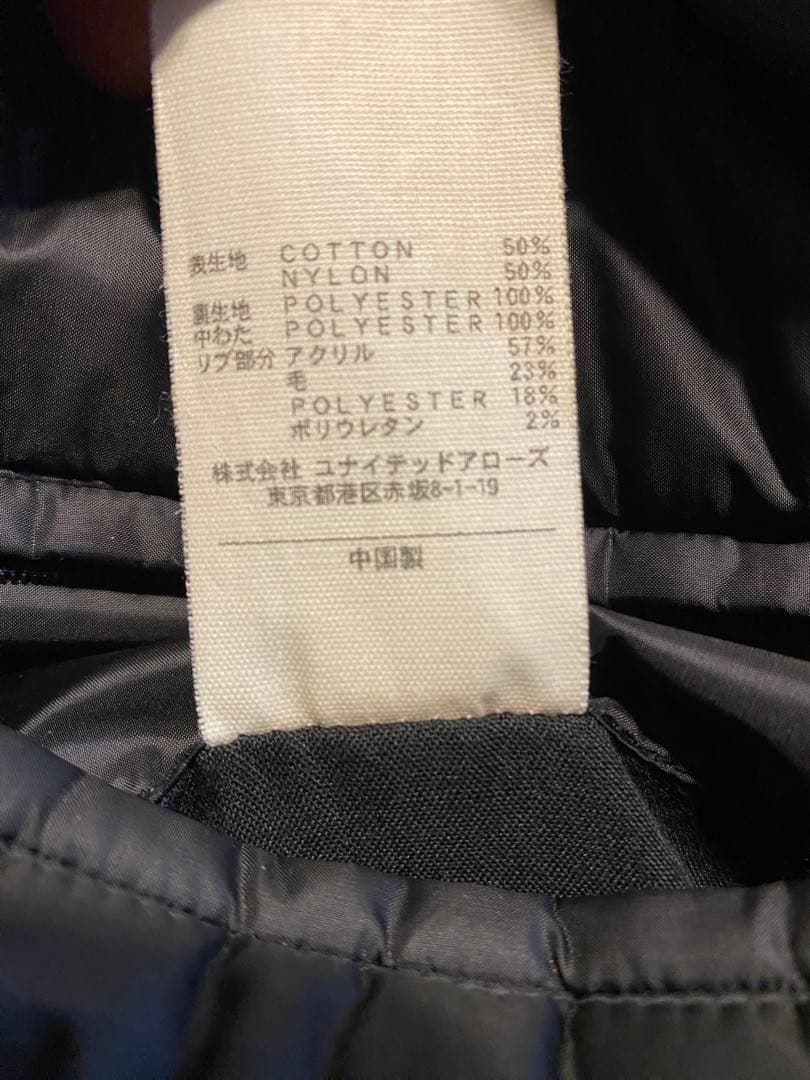 表生地 COTTON 50%
NYLON 50%
裏生地 POLYESTER 100%
中わた POLYESTER 100%
リブ部分 アクリル 57%
毛 23%
POLYESTER 18%
ポリウレタン 2%
株式会社 ユナイテッドアローズ
東京都港区赤坂8-1-19
中国製